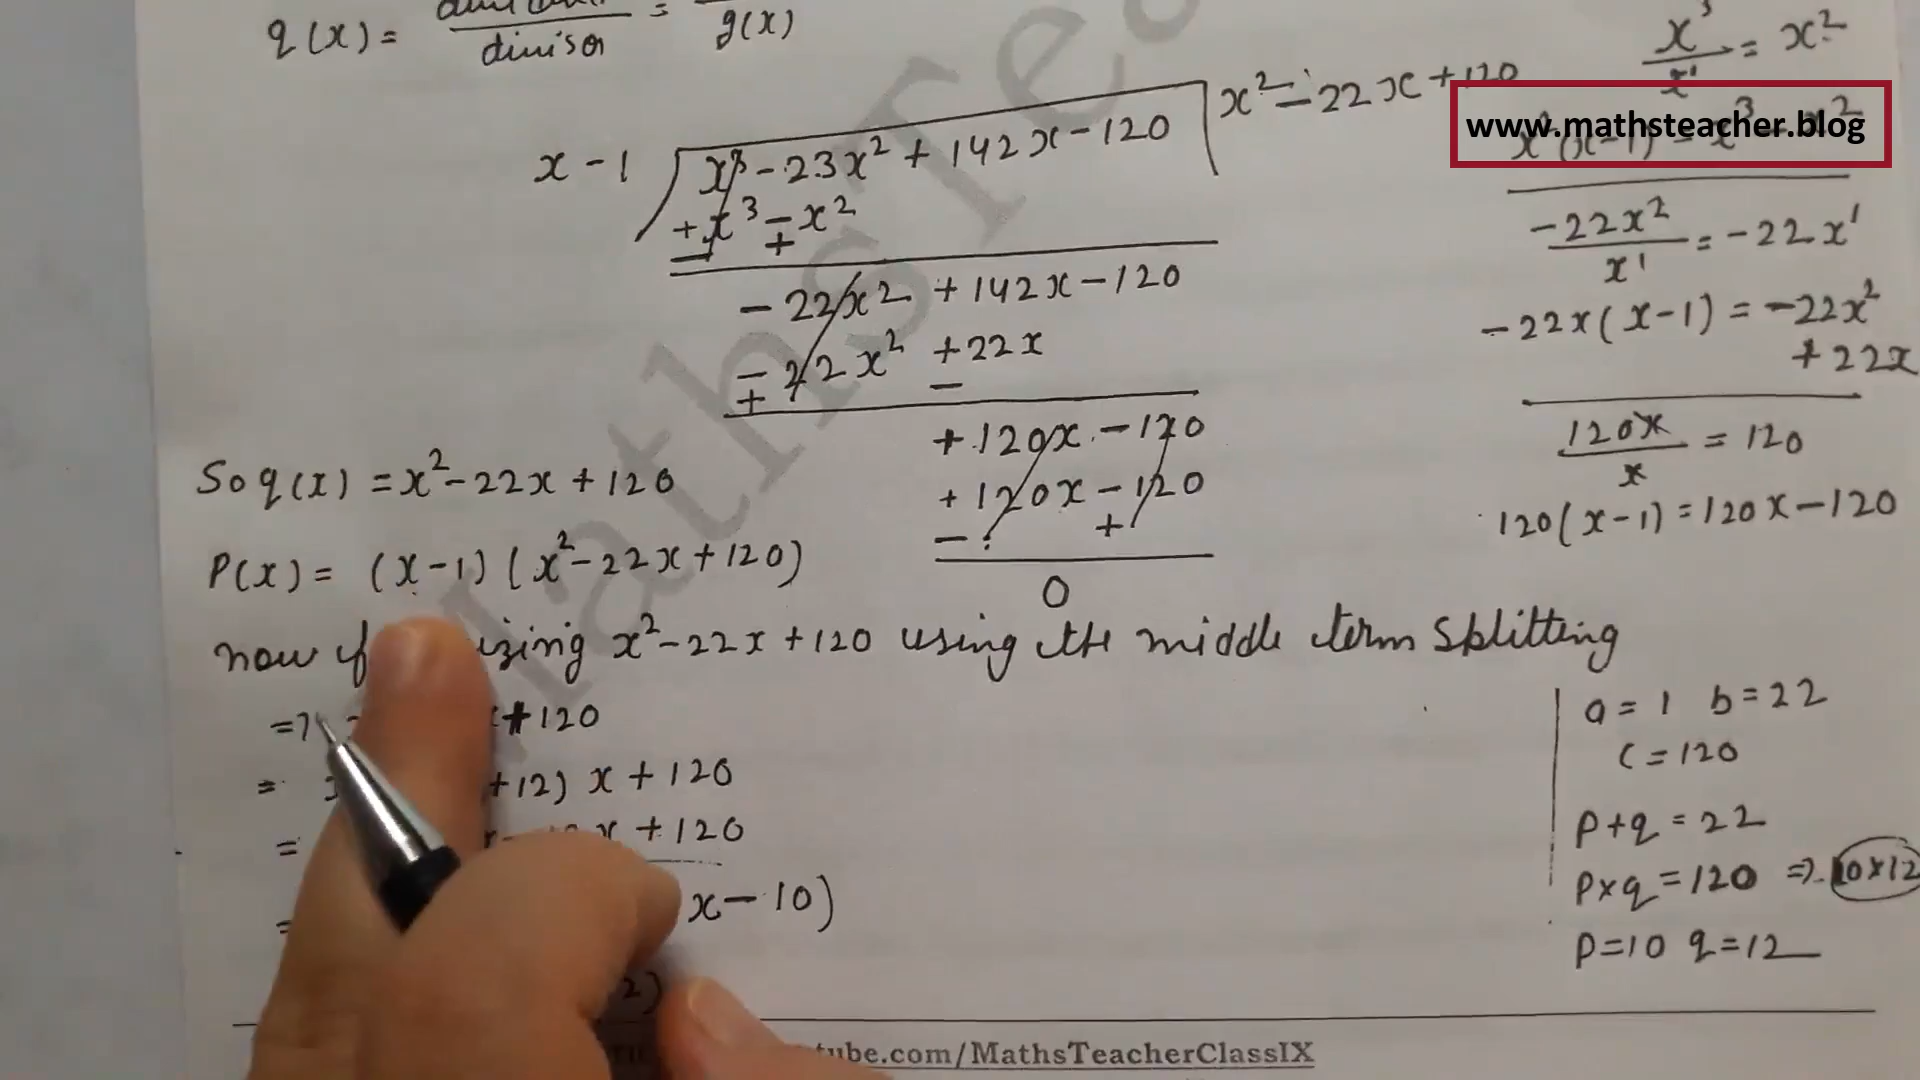 q(x) = / divisor = / g(x)
x³/x¹ = x²
x - 1 ) x³ - 23x² + 142x - 120 ( x² - 22x + 120
www.mathsteacher.blog
+ x³ - x²
- +
- 22x² + 142x - 120
- 22x² + 22x
+ -
+ 120x - 120
+ 120x - 120
- +
0
-22x²/x¹ = -22x¹
-22x(x-1) = -22x²
+ 22x
120x/x = 120
120(x-1) = 120x - 120
So q(x) = x² - 22x + 120
P(x) = (x-1)(x² - 22x + 120)
now x² - 22x + 120 using the middle term splitting
+ 120
= +12) x + 120
= x + 120
= x - 10)
2)
a = 1 b = 22
c = 120
p + q = 22
p x q = 120 => 10 x 12
p = 10 q = 12
tube.com/MathsTeacherClassIX